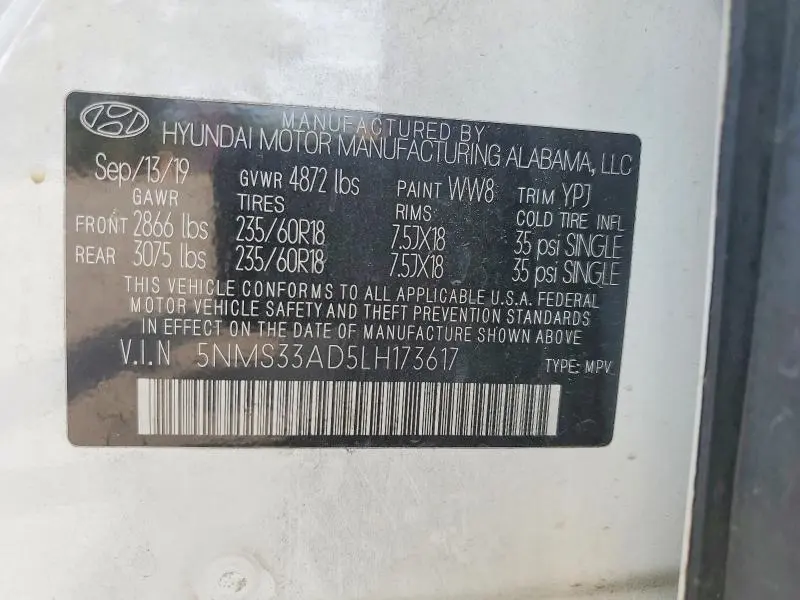 MANUFACTURED BY
HYUNDAI MOTOR MANUFACTURING ALABAMA, LLC
Sep/13/19 GVWR 4872 lbs PAINT WW8 TRIM YPJ
GAWR TIRES RIMS COLD TIRE INFL
FRONT 2866 lbs 235/60R18 7.5JX18 35 psi SINGLE
REAR 3075 lbs 235/60R18 7.5JX18 35 psi SINGLE
THIS VEHICLE CONFORMS TO ALL APPLICABLE U.S.A. FEDERAL
MOTOR VEHICLE SAFETY AND THEFT PREVENTION STANDARDS
IN EFFECT ON THE DATE OF MANUFACTURE SHOWN ABOVE
V.I.N 5NMS33AD5LH173617 TYPE: MPV